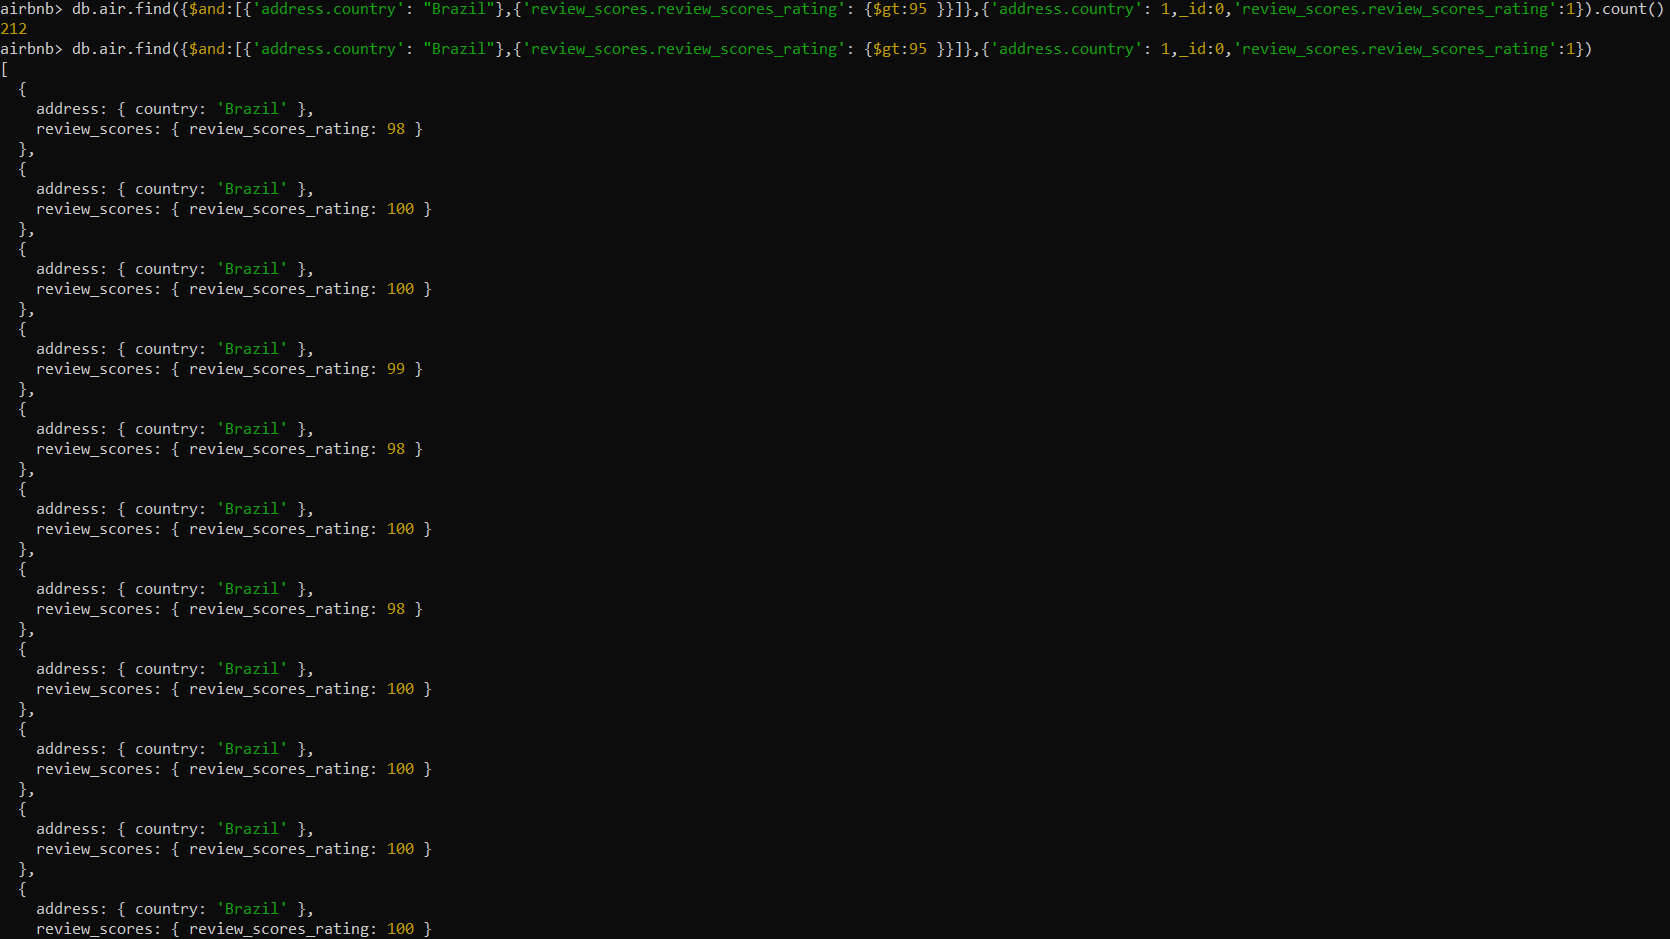 airbnb> db.air.find({$and:[{'address.country': "Brazil"},{'review_scores.review_scores_rating': {$gt:95 }}]},{'address.country': 1,_id:0,'review_scores.review_scores_rating':1}).count()
212
airbnb> db.air.find({$and:[{'address.country': "Brazil"},{'review_scores.review_scores_rating': {$gt:95 }}]},{'address.country': 1,_id:0,'review_scores.review_scores_rating':1})
[
  {
    address: { country: 'Brazil' },
    review_scores: { review_scores_rating: 98 }
  },
  {
    address: { country: 'Brazil' },
    review_scores: { review_scores_rating: 100 }
  },
  {
    address: { country: 'Brazil' },
    review_scores: { review_scores_rating: 100 }
  },
  {
    address: { country: 'Brazil' },
    review_scores: { review_scores_rating: 99 }
  },
  {
    address: { country: 'Brazil' },
    review_scores: { review_scores_rating: 98 }
  },
  {
    address: { country: 'Brazil' },
    review_scores: { review_scores_rating: 100 }
  },
  {
    address: { country: 'Brazil' },
    review_scores: { review_scores_rating: 98 }
  },
  {
    address: { country: 'Brazil' },
    review_scores: { review_scores_rating: 100 }
  },
  {
    address: { country: 'Brazil' },
    review_scores: { review_scores_rating: 100 }
  },
  {
    address: { country: 'Brazil' },
    review_scores: { review_scores_rating: 100 }
  },
  {
    address: { country: 'Brazil' },
    review_scores: { review_scores_rating: 100 }